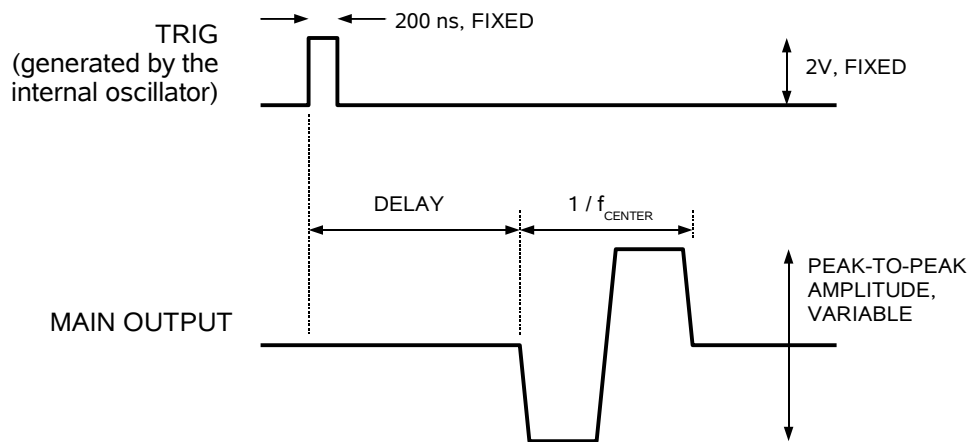 TRIG
(generated by the
internal oscillator)
200 ns, FIXED
2V, FIXED
DELAY
1 / fCENTER
MAIN OUTPUT
PEAK-TO-PEAK
AMPLITUDE,
VARIABLE